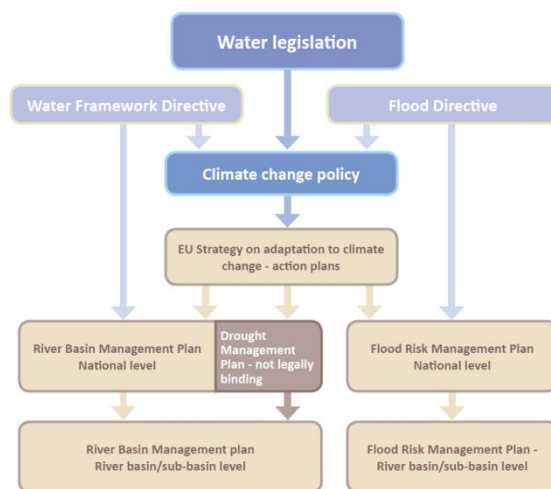 Water legislation
Water Framework Directive
Flood Directive
Climate change policy
EU Strategy on adaptation to climate
change - action plans
River Basin Management Plan
National level
Drought
Management
Plan - not legally
binding
Flood Risk Management Plan
National level
River Basin Management plan
River basin/sub-basin level
Flood Risk Management Plan -
River basin/sub-basin level